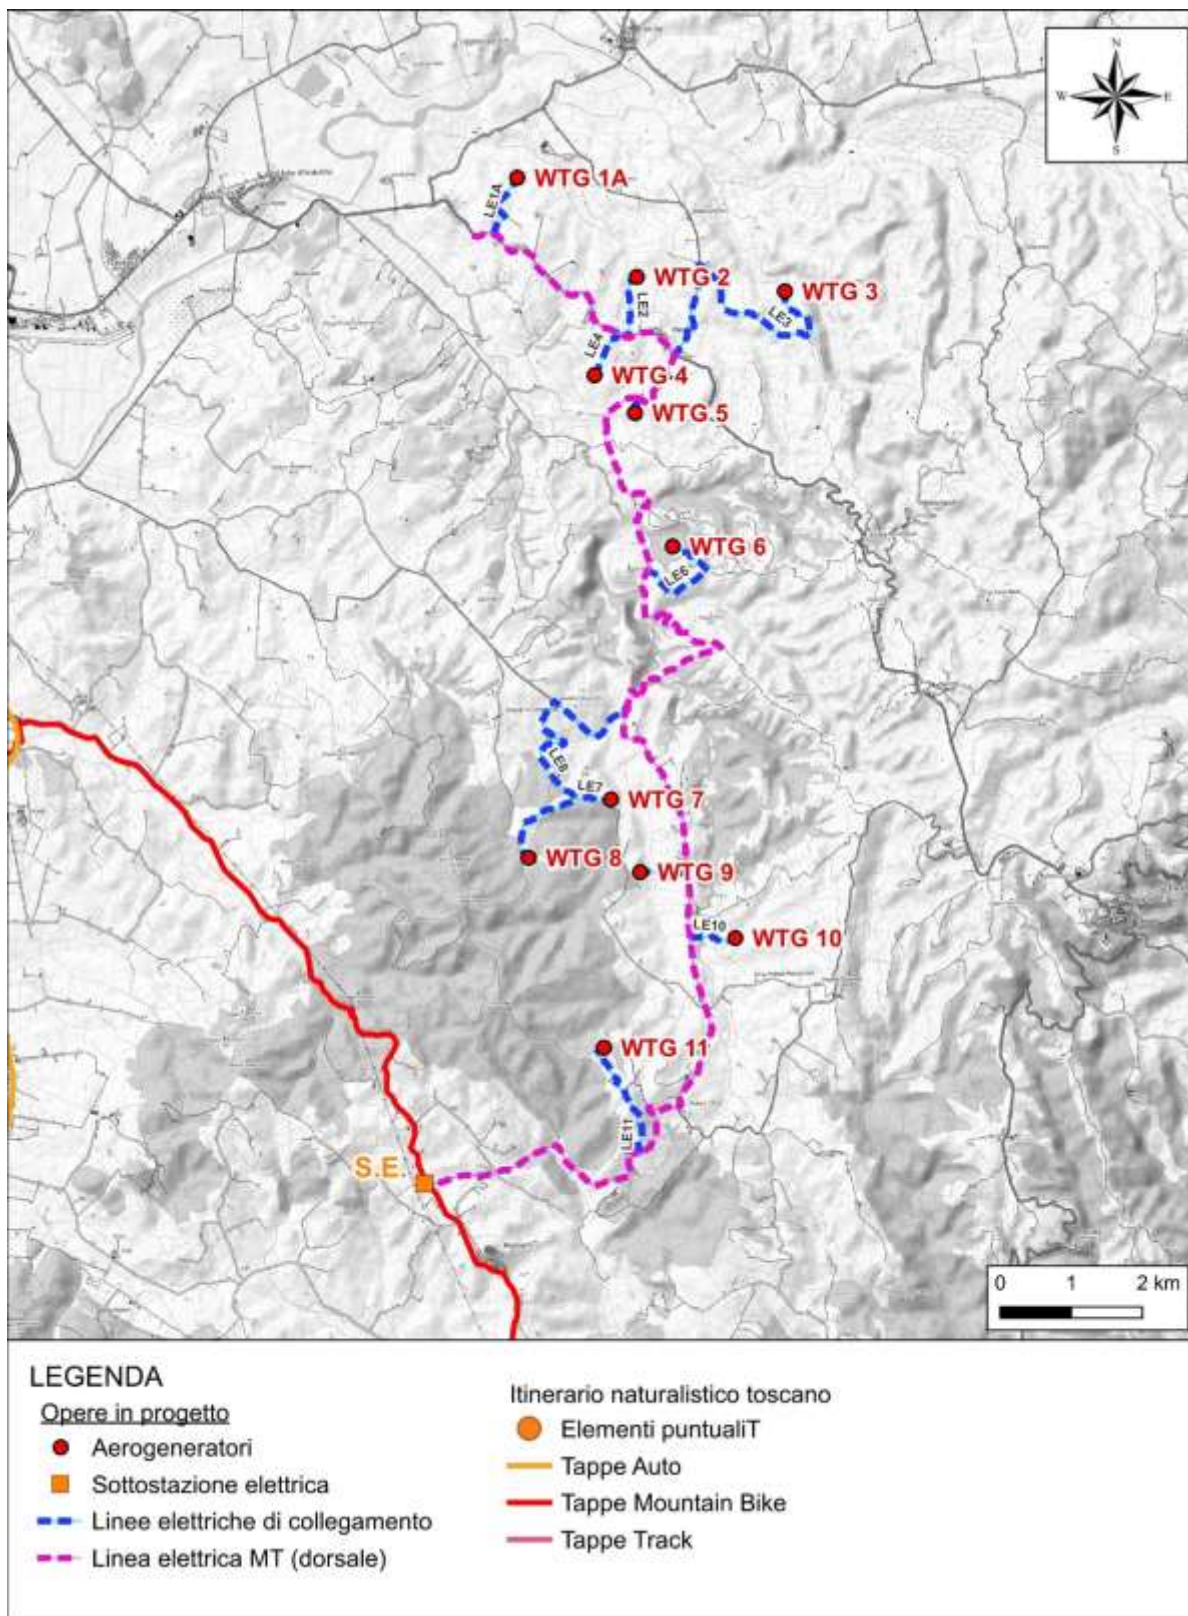 N
W E
S
WTG 1A
LE1A
WTG 2
LE2
WTG 3
LE3
LE4
WTG 4
WTG 5
WTG 6
LE6
LE8
LE7
WTG 7
WTG 8
WTG 9
LE10
WTG 10
WTG 11
LE11
S.E.
0 1 2 km
LEGENDA
Opere in progetto
Aerogeneratori
Sottostazione elettrica
Linee elettriche di collegamento
Linea elettrica MT (dorsale)
Itinerario naturalistico toscano
Elementi puntualiT
Tappe Auto
Tappe Mountain Bike
Tappe Track